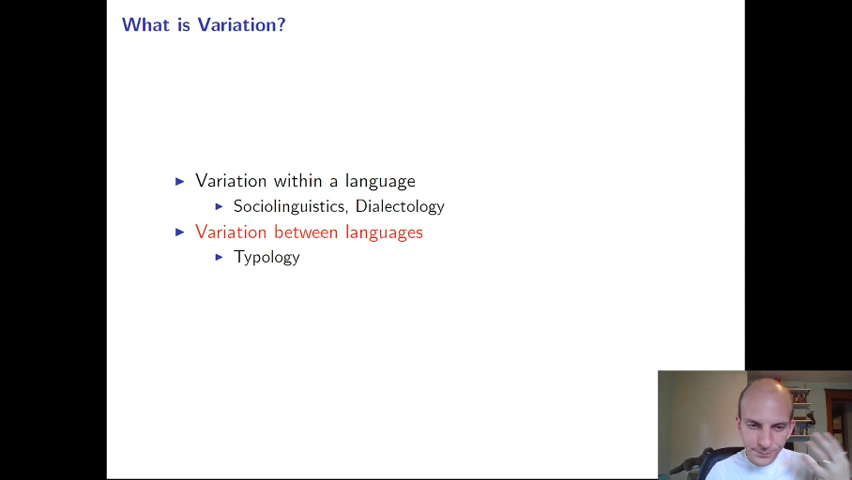 What is Variation?
Variation within a language
Sociolinguistics, Dialectology
Variation between languages
Typology